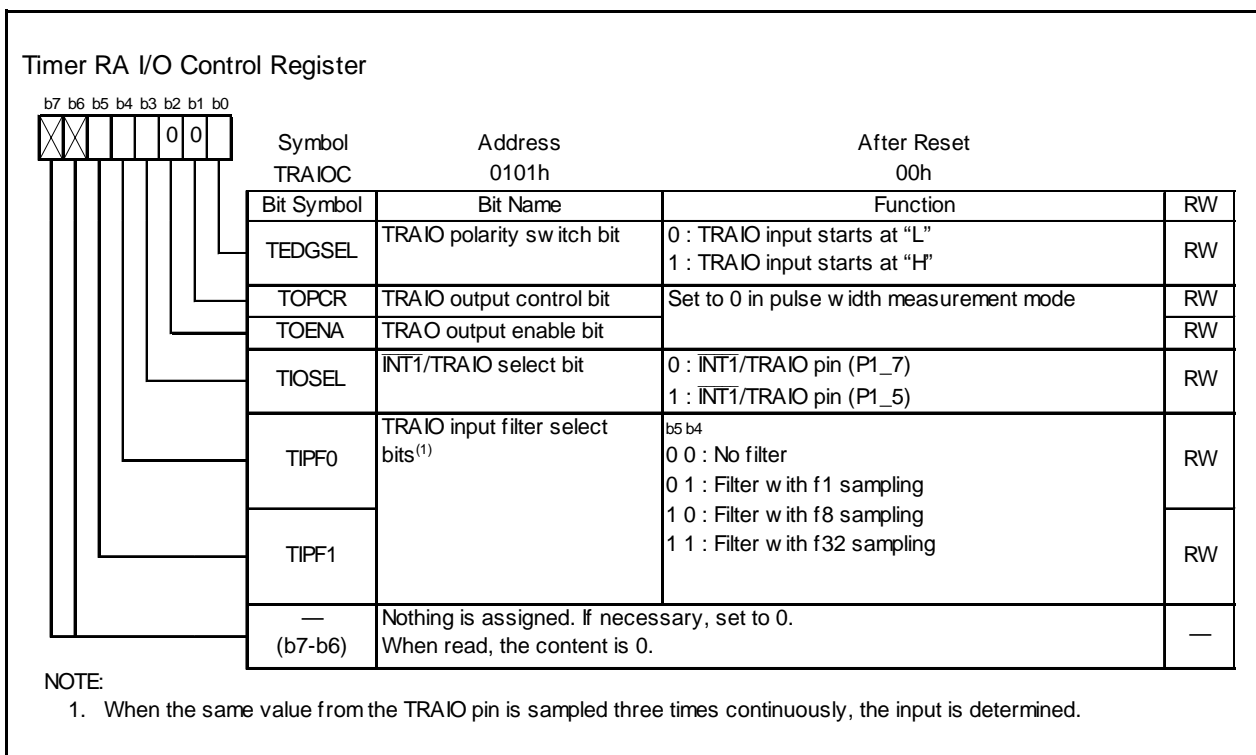 Timer RA I/O Control Register
b7 b6 b5 b4 b3 b2 b1 b0
0 0
Symbol Address After Reset
TRAIOC 0101h 00h
Bit Symbol Bit Name Function RW
TEDGSEL TRAIO polarity switch bit 0 : TRAIO input starts at “L” RW
1 : TRAIO input starts at “H”
TOPCR TRAIO output control bit Set to 0 in pulse width measurement mode RW
TOENA TRAO output enable bit RW
TIOSEL INT1/TRAIO select bit 0 : INT1/TRAIO pin (P1_7) RW
1 : INT1/TRAIO pin (P1_5)
TIPF0 TRAIO input filter select b5 b4 RW
bits(1) 0 0 : No filter
0 1 : Filter with f1 sampling
1 0 : Filter with f8 sampling
TIPF1 1 1 : Filter with f32 sampling RW
— Nothing is assigned. If necessary, set to 0. —
(b7-b6) When read, the content is 0.
NOTE:
1. When the same value from the TRAIO pin is sampled three times continuously, the input is determined.